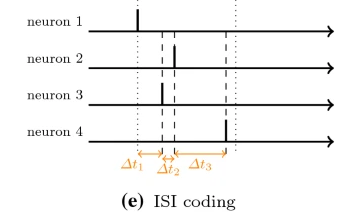 neuron 1
neuron 2
neuron 3
neuron 4
Δt₁ Δt₂ Δt₃
(e) ISI coding